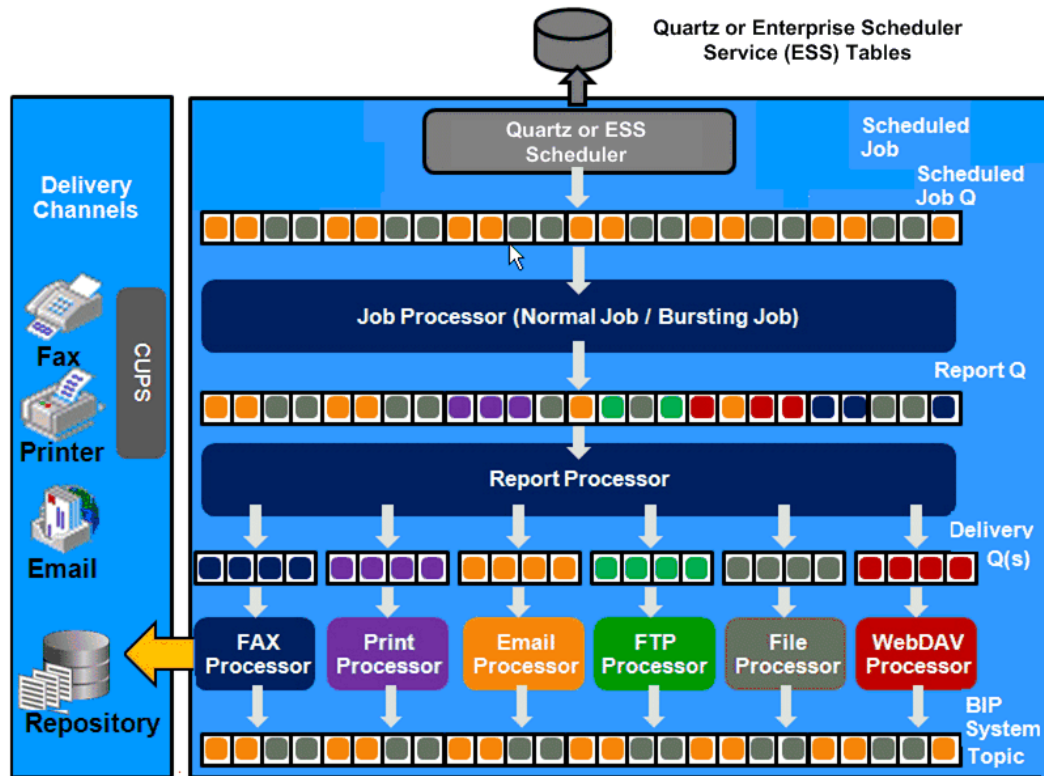 Quartz or Enterprise Scheduler
Service (ESS) Tables
Quartz or ESS
Scheduler
Scheduled
Job
Scheduled
Job Q
Delivery
Channels
Job Processor (Normal Job / Bursting Job)
Fax
CUPS
Report Q
Printer
Report Processor
Delivery
Q(s)
Email
FAX
Processor
Print
Processor
Email
Processor
FTP
Processor
File
Processor
WebDAV
Processor
Repository
BIP
System
Topic